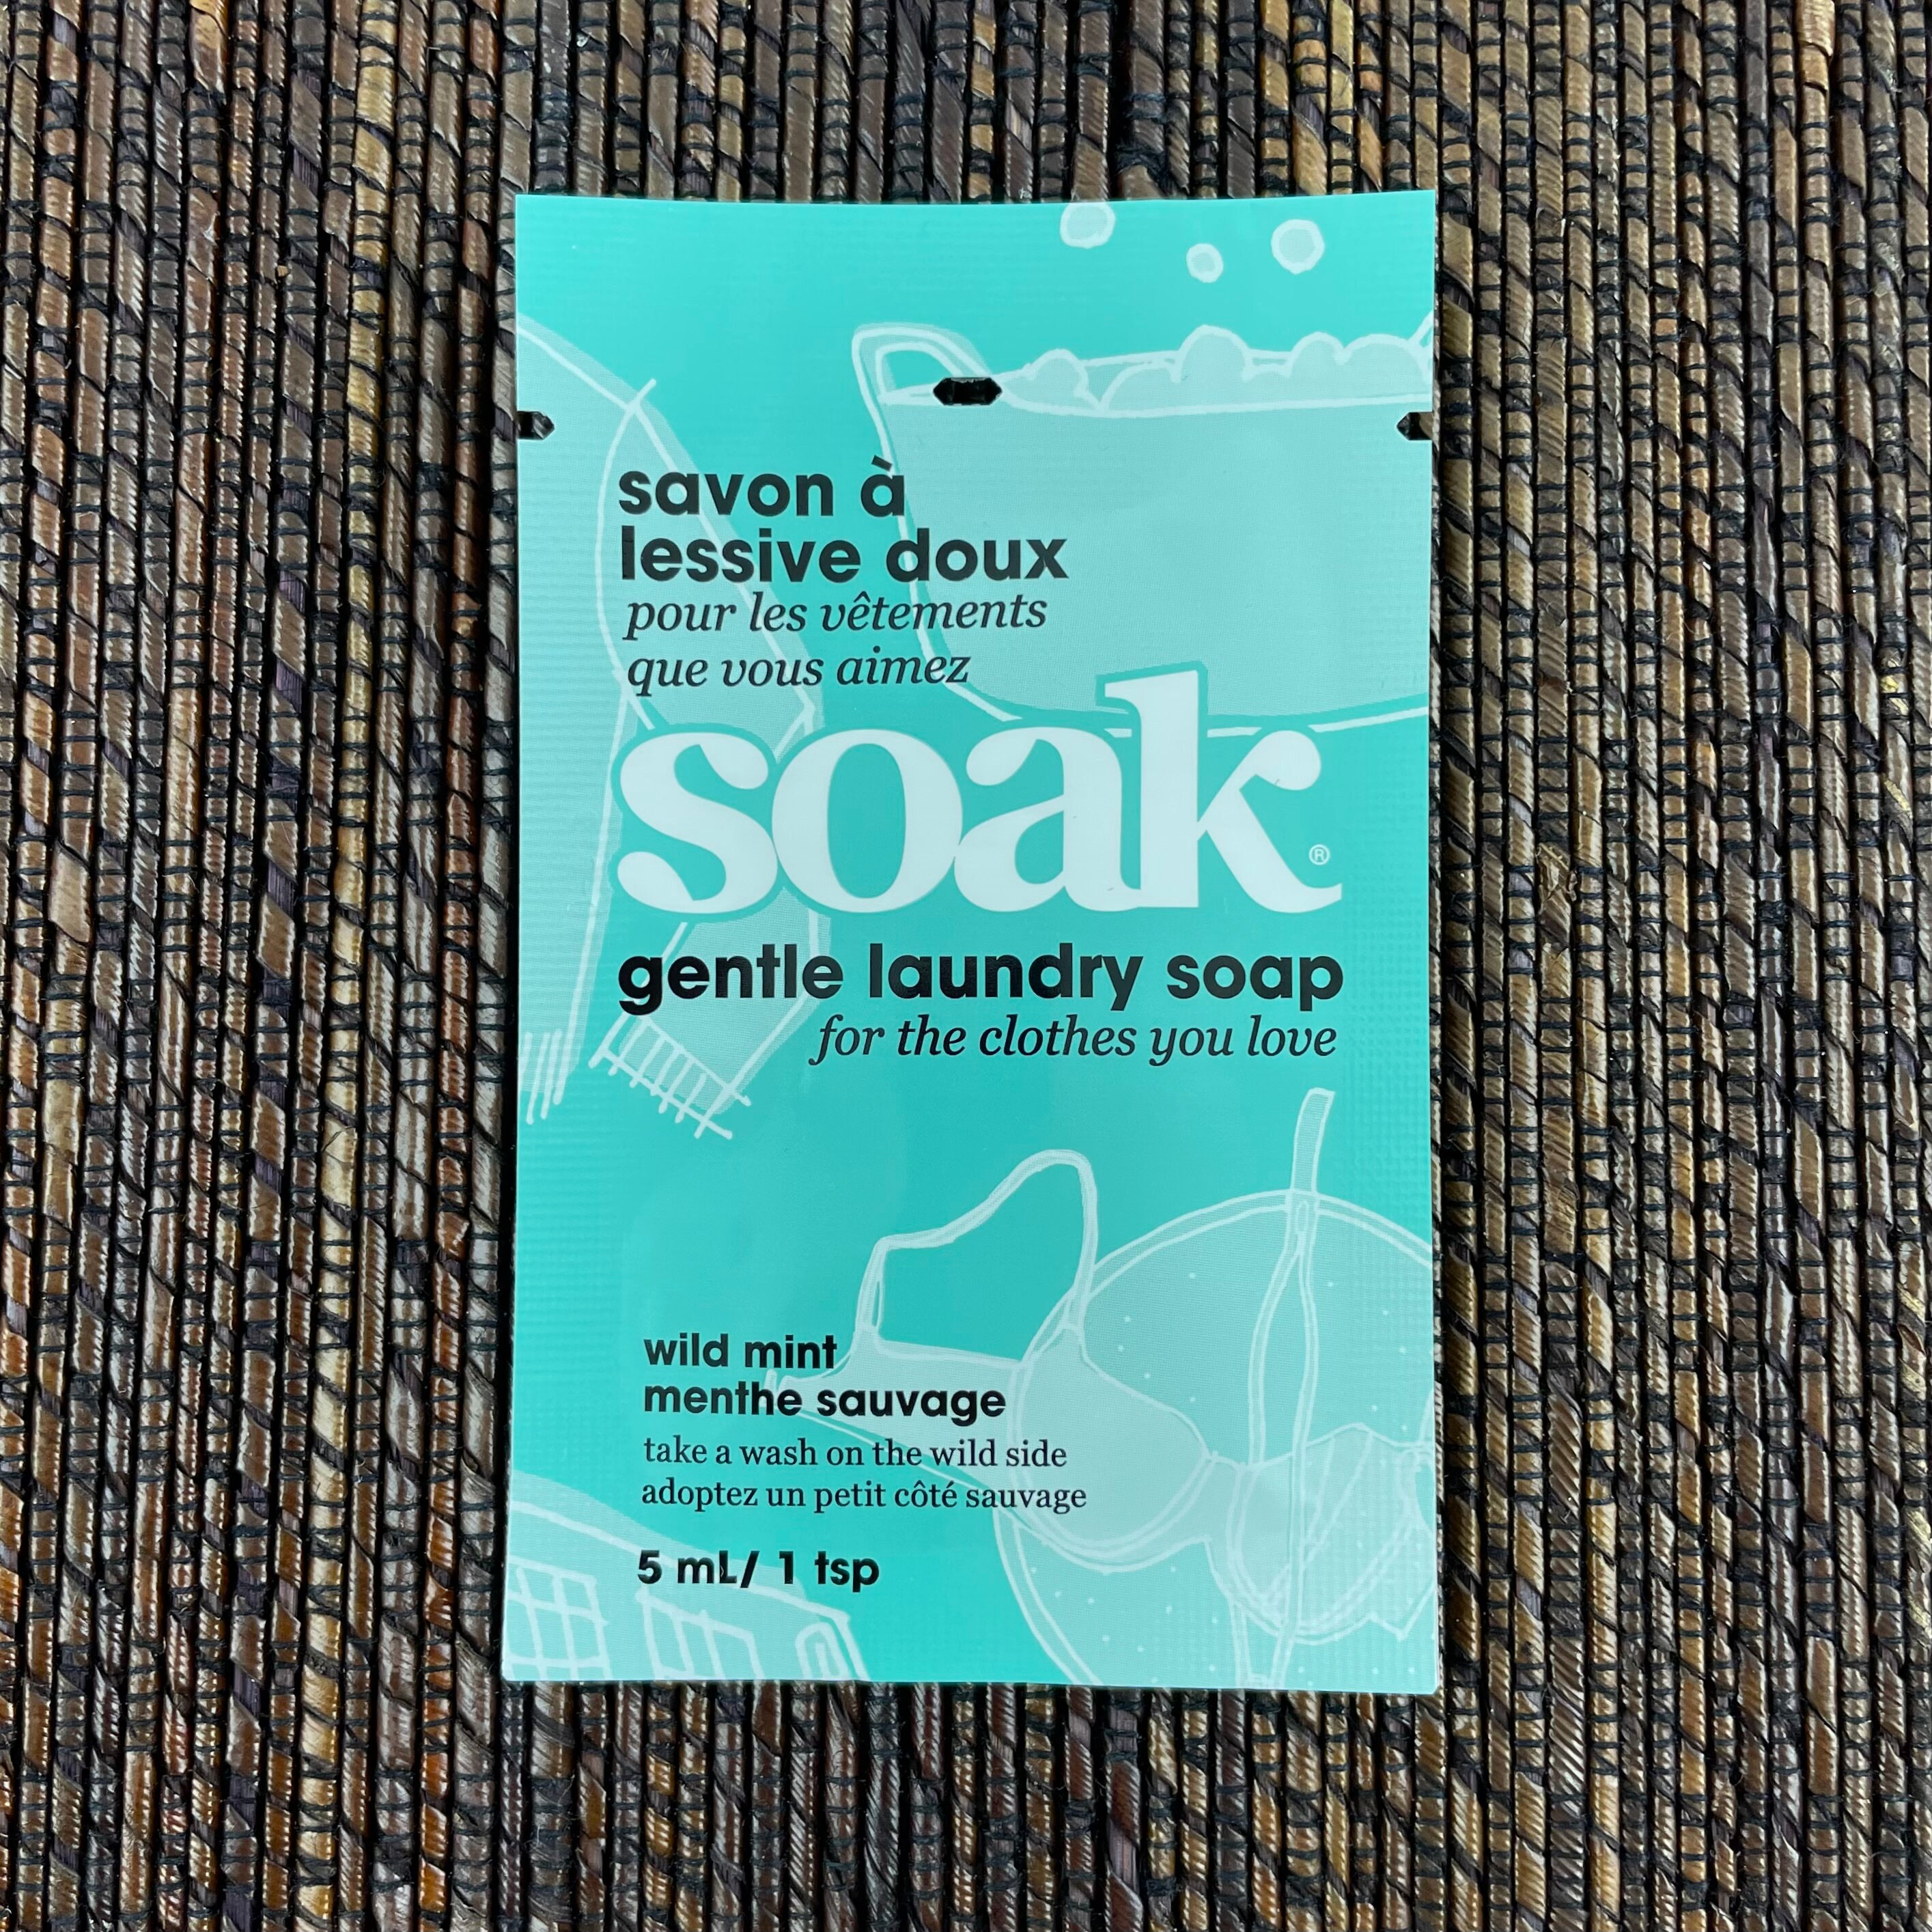 savon à
lessive doux
pour les vêtements
que vous aimez
soak®
gentle laundry soap
for the clothes you love
wild mint
menthe sauvage
take a wash on the wild side
adoptez un petit côté sauvage
5 mL/ 1 tsp